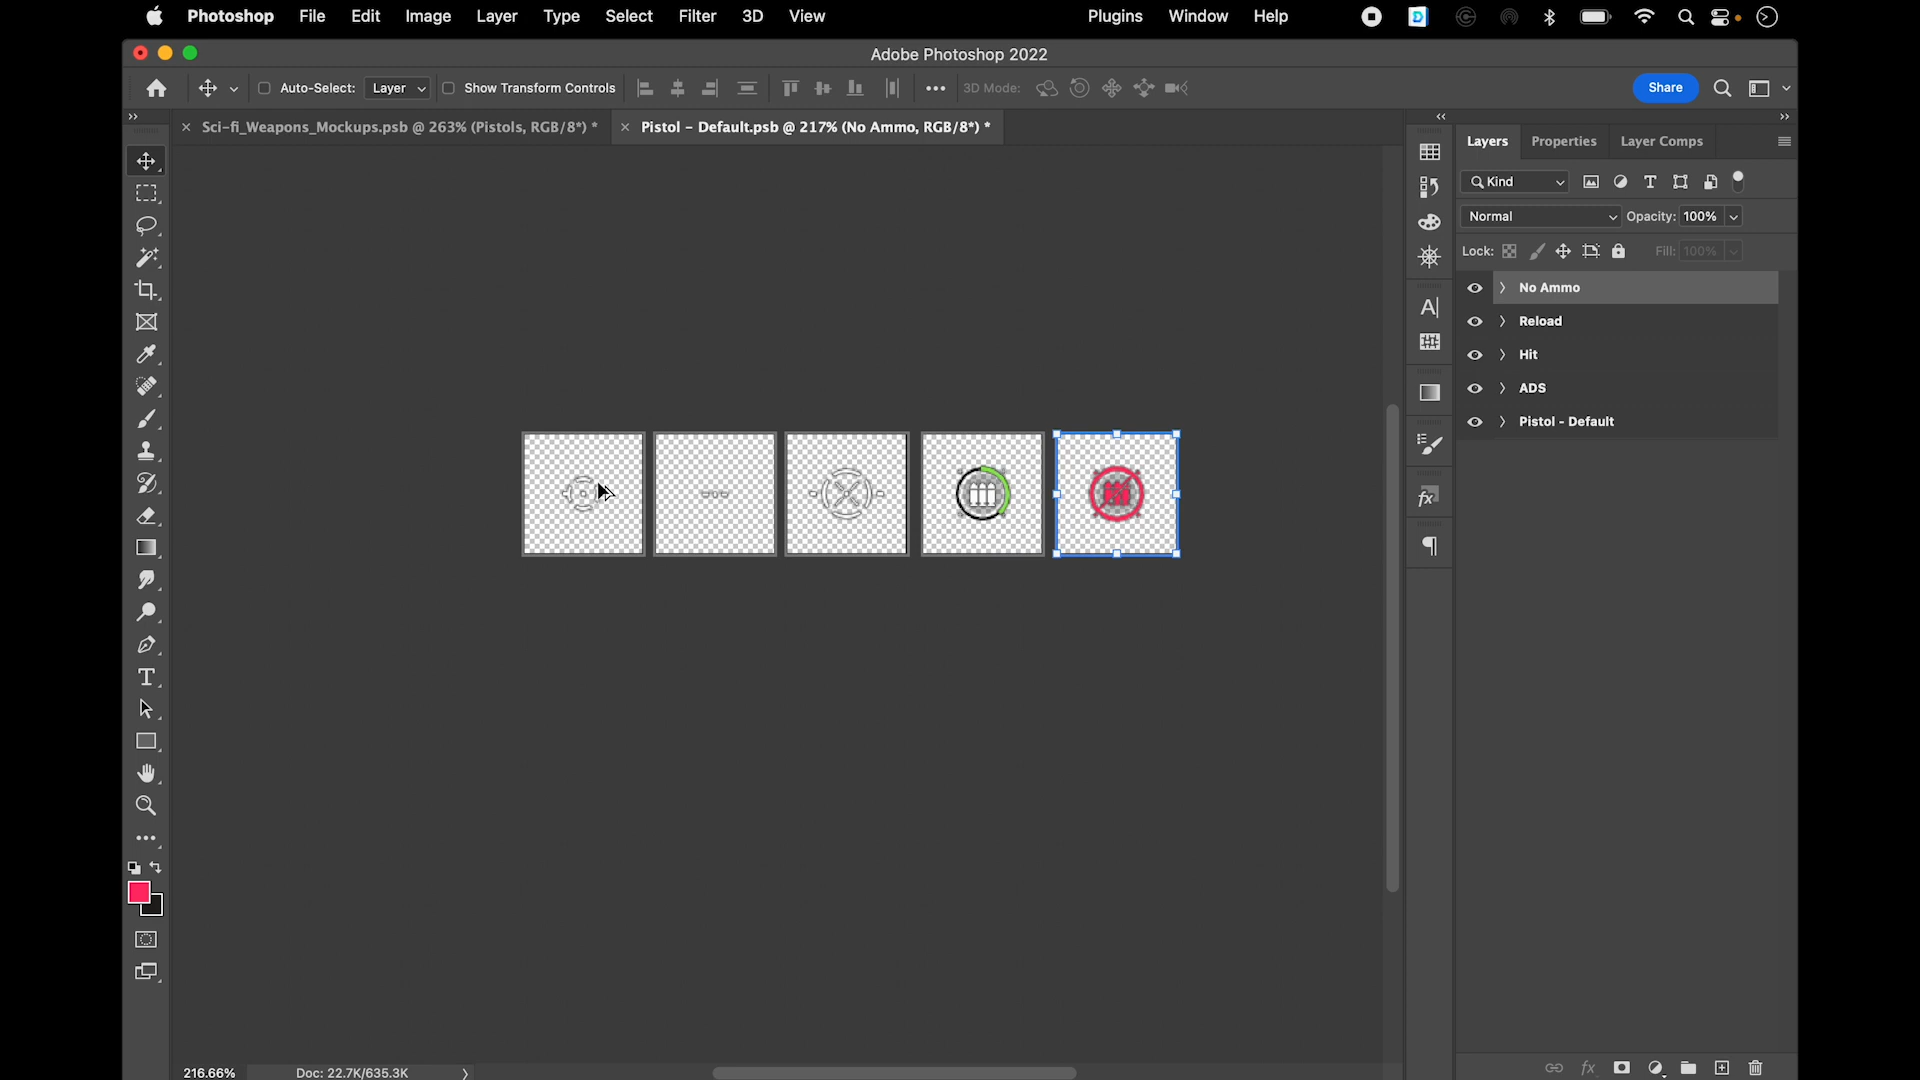 Photoshop File Edit Image Layer Type Select Filter 3D View Plugins Window Help
Adobe Photoshop 2022
Auto-Select: Layer Show Transform Controls 3D Mode: Share
Sci-fi_Weapons_Mockups.psb @ 263% (Pistols, RGB/8*) * Pistol - Default.psb @ 217% (No Ammo, RGB/8*) *
Layers Properties Layer Comps
Kind
Normal Opacity: 100%
Lock: Fill: 100%
No Ammo
Reload
Hit
ADS
Pistol - Default
216.66% Doc: 22.7K/635.3K